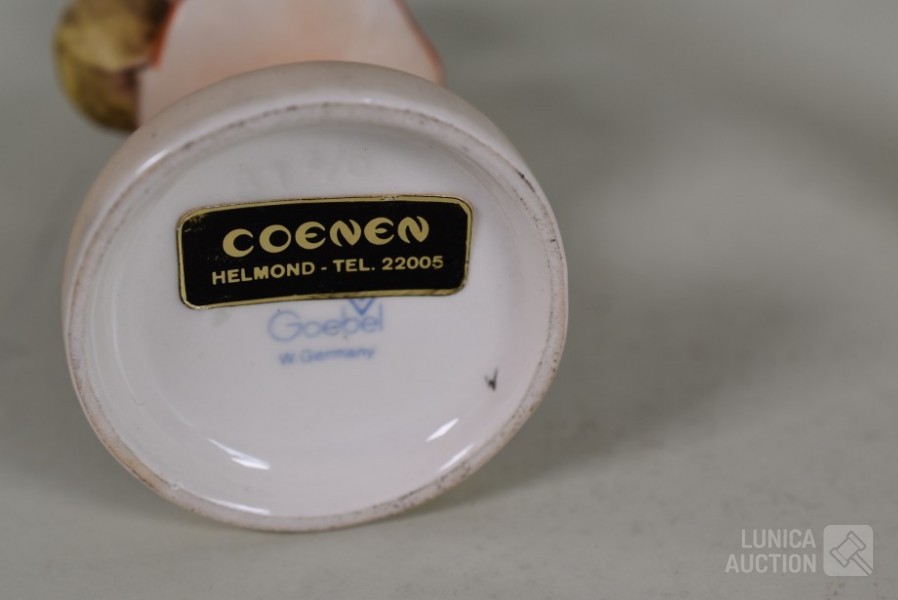 COENEN
HELMOND - TEL. 22005
Goebel
W. Germany
LUNICA
AUCTION